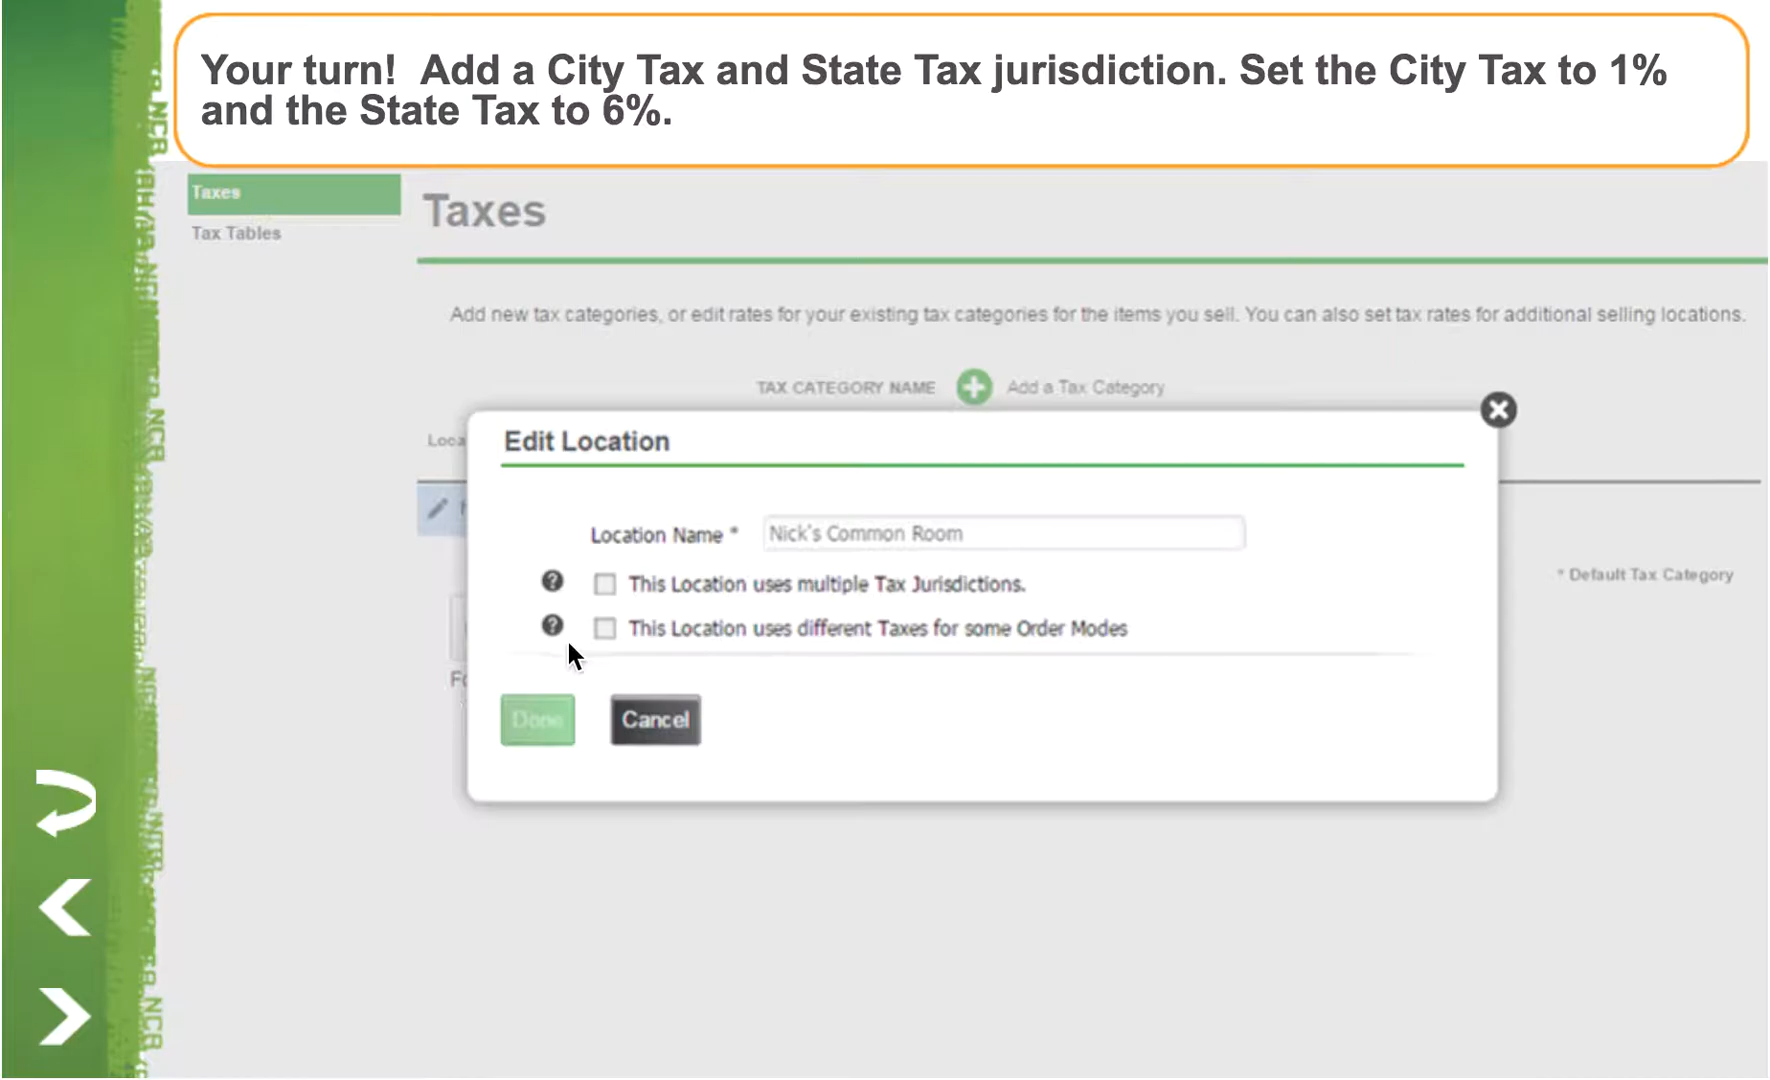 Your turn!  Add a City Tax and State Tax jurisdiction. Set the City Tax to 1%
and the State Tax to 6%.
Taxes
Tax Tables
Taxes
Add new tax categories, or edit rates for your existing tax categories for the items you sell. You can also set tax rates for additional selling locations.
TAX CATEGORY NAME
Add a Tax Category
Loca
Edit Location
Location Name *
Nick's Common Room
This Location uses multiple Tax Jurisdictions.
* Default Tax Category
This Location uses different Taxes for some Order Modes
Fo
Done
Cancel
NCR